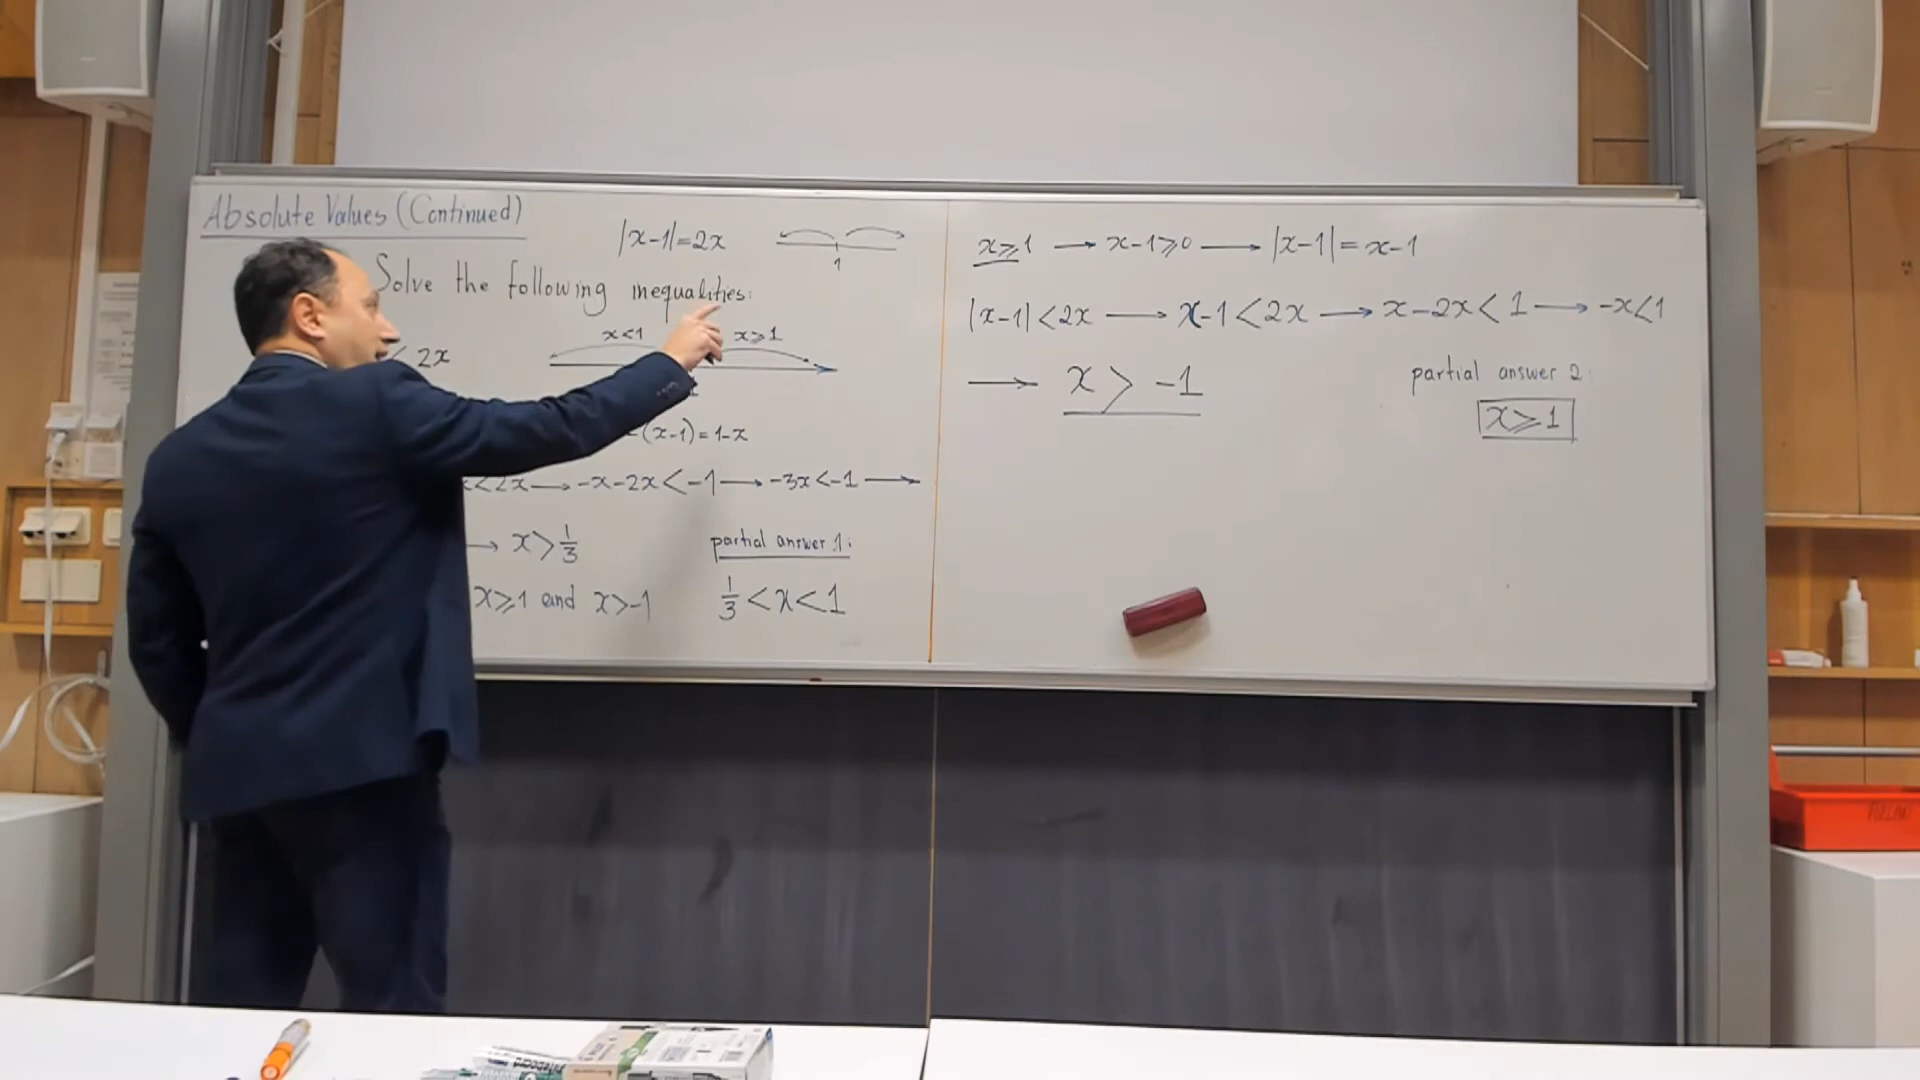 Absolute Values (Continued)
|x-1|=2x
1
Solve the following inequalities:
x<1 x⩾1
< 2x
-(x-1)=1-x
<2x → -x-2x<-1 → -3x<-1 →
→ x>1/3
partial answer 1:
x⩾1 and x>-1
1/3<x<1
x⩾1 → x-1⩾0 → |x-1|=x-1
|x-1|<2x → x-1<2x → x-2x<1 → -x<1
→ x > -1
partial answer 2:
x⩾1